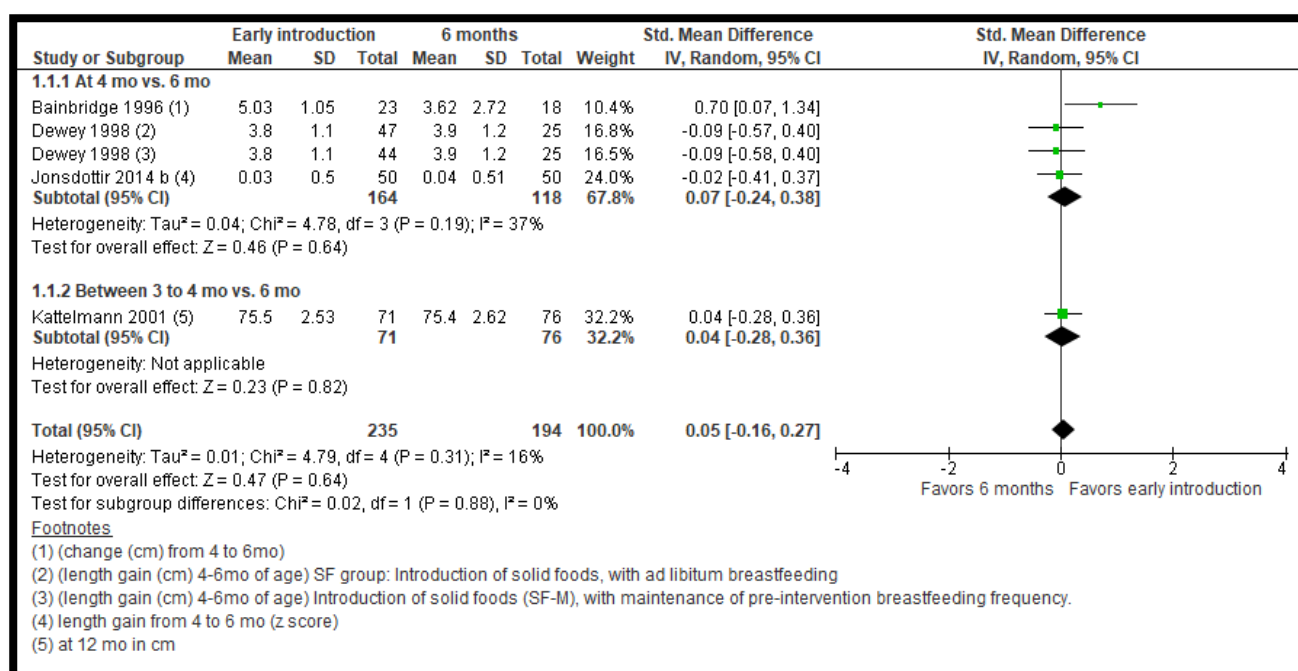 Early introduction 6 months Std. Mean Difference Std. Mean Difference
Study or Subgroup Mean SD Total Mean SD Total Weight IV, Random, 95% CI IV, Random, 95% CI
1.1.1 At 4 mo vs. 6 mo
Bainbridge 1996 (1) 5.03 1.05 23 3.62 2.72 18 10.4% 0.70 [0.07, 1.34]
Dewey 1998 (2) 3.8 1.1 47 3.9 1.2 25 16.8% -0.09 [-0.57, 0.40]
Dewey 1998 (3) 3.8 1.1 44 3.9 1.2 25 16.5% -0.09 [-0.58, 0.40]
Jonsdottir 2014 b (4) 0.03 0.5 50 0.04 0.51 50 24.0% -0.02 [-0.41, 0.37]
Subtotal (95% CI) 164 118 67.8% 0.07 [-0.24, 0.38]
Heterogeneity: Tau² = 0.04; Chi² = 4.78, df = 3 (P = 0.19); I² = 37%
Test for overall effect: Z = 0.46 (P = 0.64)
1.1.2 Between 3 to 4 mo vs. 6 mo
Kattelmann 2001 (5) 75.5 2.53 71 75.4 2.62 76 32.2% 0.04 [-0.28, 0.36]
Subtotal (95% CI) 71 76 32.2% 0.04 [-0.28, 0.36]
Heterogeneity: Not applicable
Test for overall effect: Z = 0.23 (P = 0.82)
Total (95% CI) 235 194 100.0% 0.05 [-0.16, 0.27]
Heterogeneity: Tau² = 0.01; Chi² = 4.79, df = 4 (P = 0.31); I² = 16%
Test for overall effect: Z = 0.47 (P = 0.64)
Test for subgroup differences: Chi² = 0.02, df = 1 (P = 0.88), I² = 0%
-4 -2 0 2 4
Favors 6 months Favors early introduction
Footnotes
(1) (change (cm) from 4 to 6mo)
(2) (length gain (cm) 4-6mo of age) SF group: Introduction of solid foods, with ad libitum breastfeeding
(3) (length gain (cm) 4-6mo of age) Introduction of solid foods (SF-M), with maintenance of pre-intervention breastfeeding frequency.
(4) length gain from 4 to 6 mo (z score)
(5) at 12 mo in cm